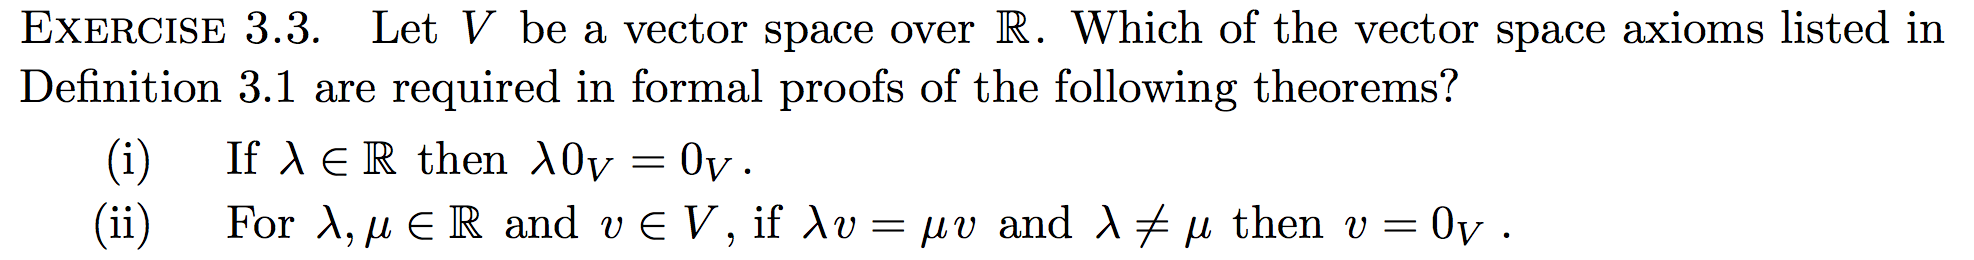 EXERCISE 3.3. Let V be a vector space over ℝ. Which of the vector space axioms listed in
Definition 3.1 are required in formal proofs of the following theorems?
(i) If λ ∈ ℝ then λ0_V = 0_V.
(ii) For λ, μ ∈ ℝ and v ∈ V, if λv = μv and λ ≠ μ then v = 0_V.